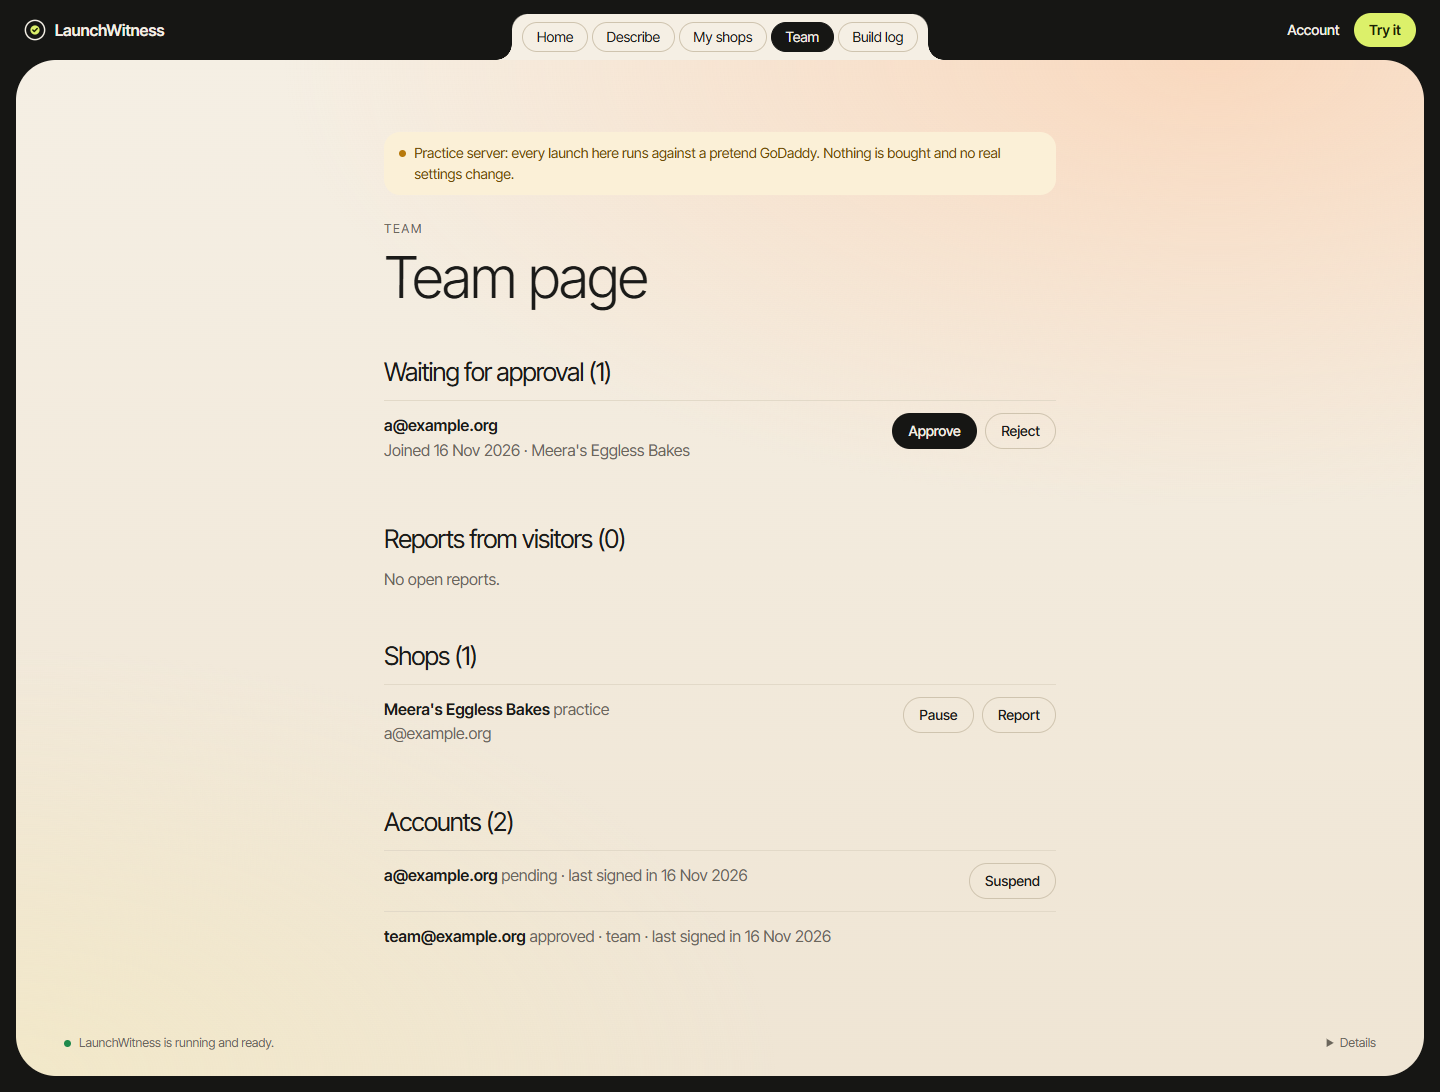 LaunchWitness
Home
Describe
My shops
Team
Build log
Account
Try it
Practice server: every launch here runs against a pretend GoDaddy. Nothing is bought and no real
settings change.
TEAM
Team page
Waiting for approval (1)
a@example.org
Joined 16 Nov 2026 · Meera's Eggless Bakes
Approve
Reject
Reports from visitors (0)
No open reports.
Shops (1)
Meera's Eggless Bakes practice
a@example.org
Pause
Report
Accounts (2)
a@example.org pending · last signed in 16 Nov 2026
Suspend
team@example.org approved · team · last signed in 16 Nov 2026
LaunchWitness is running and ready.
Details